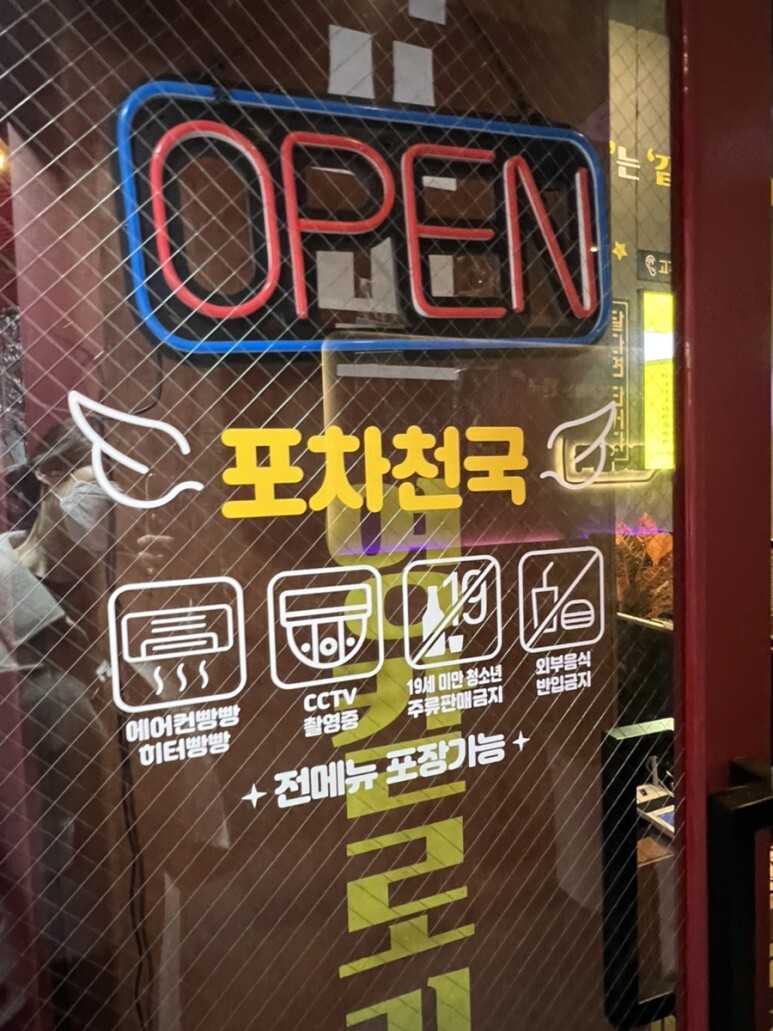 OPEN
'는 '같
포차천국
19
에어컨빵빵
히터빵빵
CCTV
촬영중
19세 미만 청소년
주류판매금지
외부음식
반입금지
전메뉴 포장가능